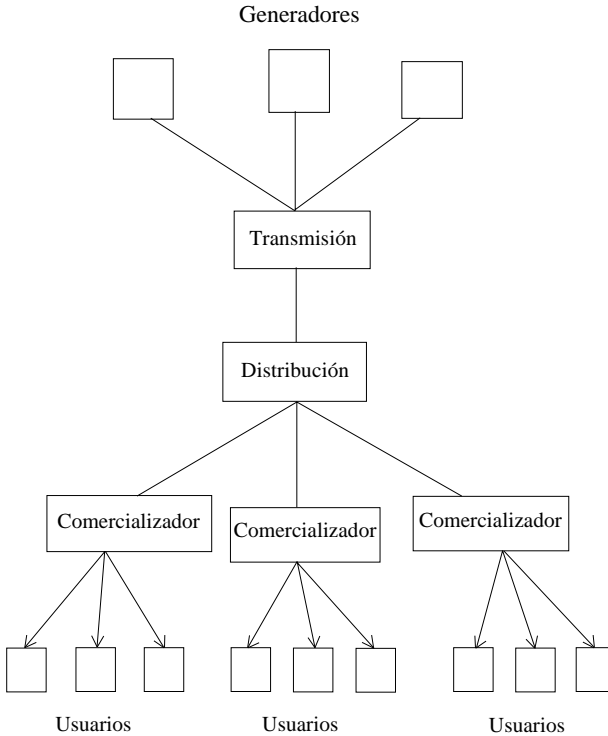 Generadores
Transmisión
Distribución
Comercializador
Comercializador
Comercializador
Usuarios
Usuarios
Usuarios